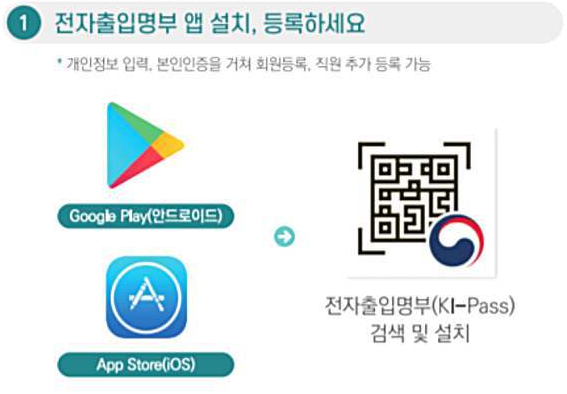 1 전자출입명부 앱 설치, 등록하세요
* 개인정보 입력, 본인인증을 거쳐 회원등록, 직원 추가 등록 가능
Google Play(안드로이드)
App Store(iOS)
전자출입명부(KI-Pass)
검색 및 설치